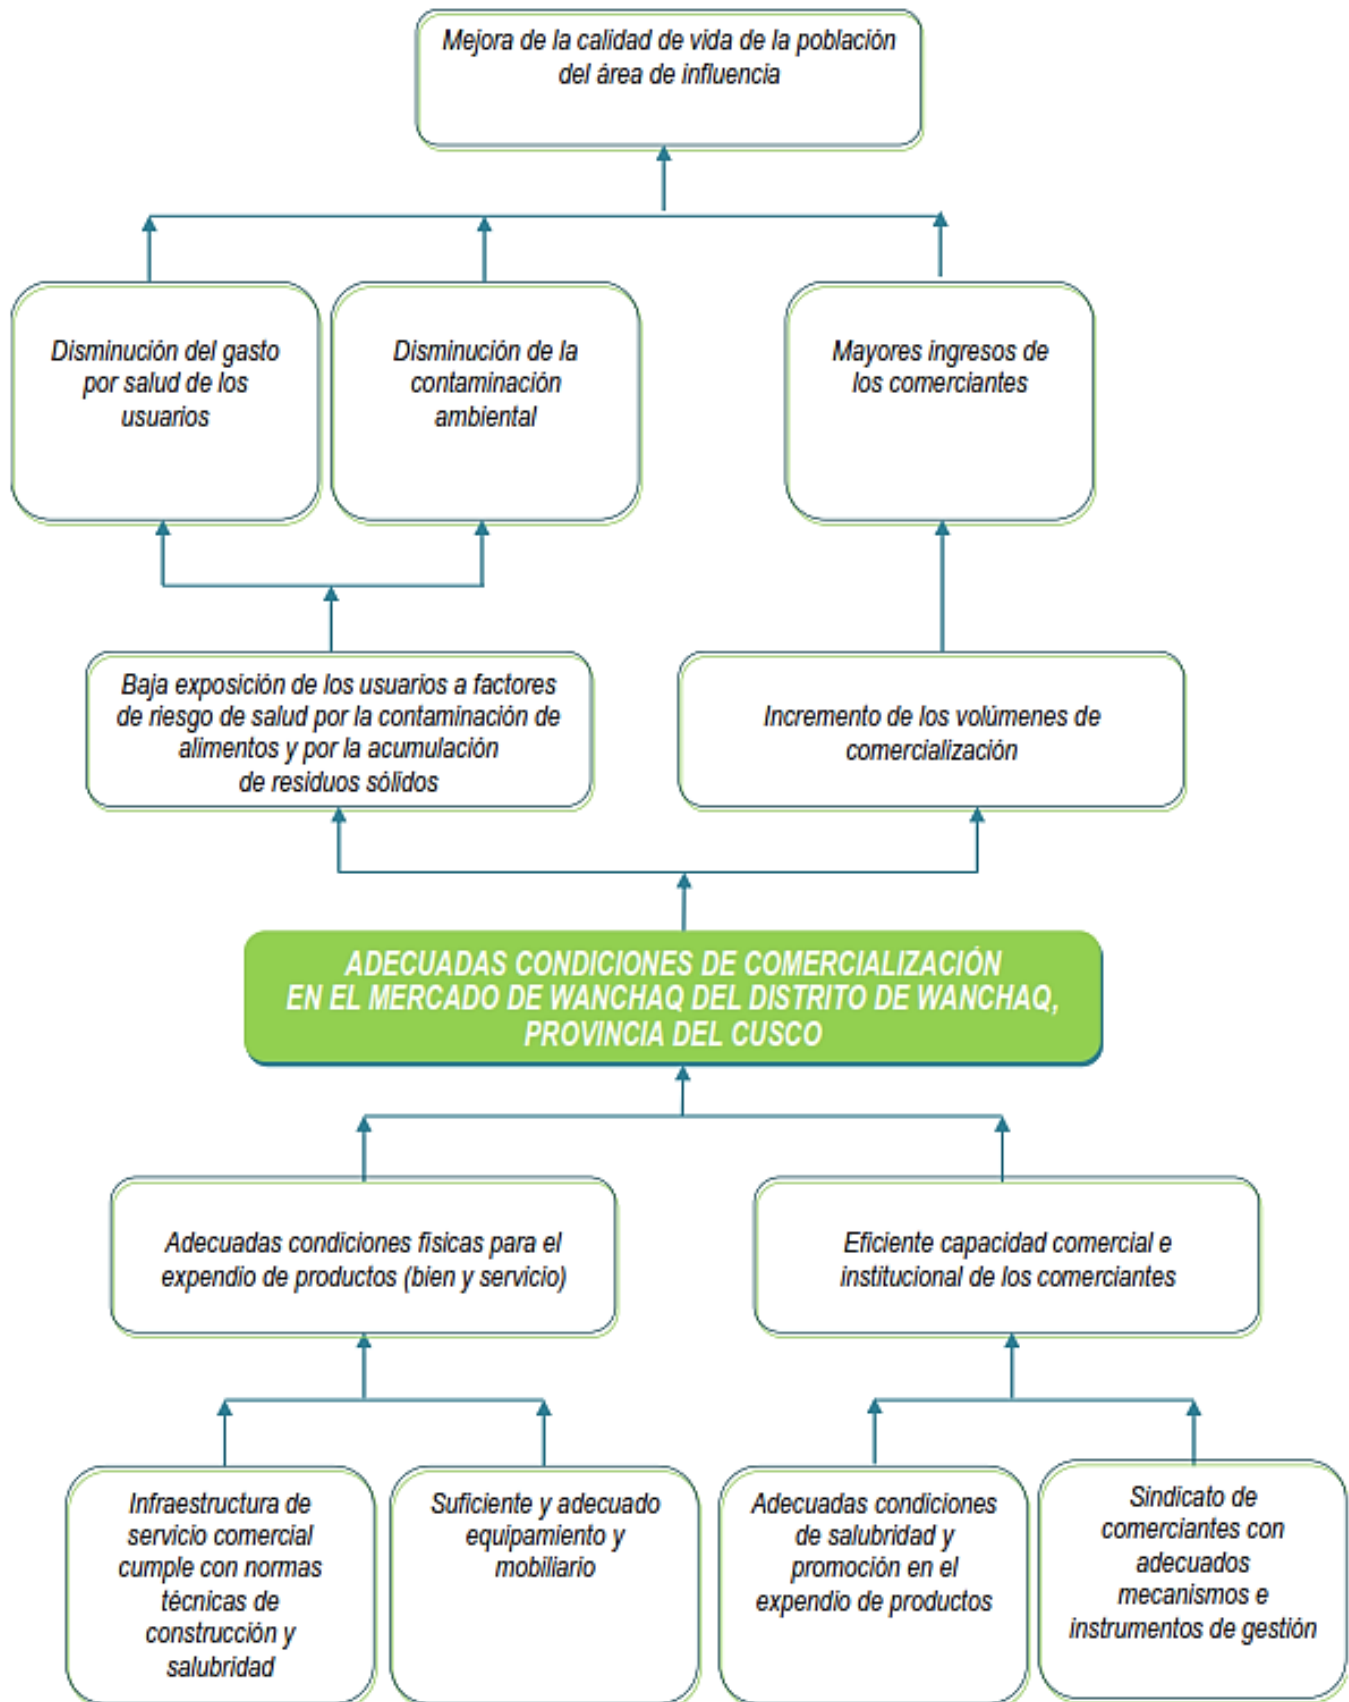 Mejora de la calidad de vida de la población
del área de influencia
Disminución del gasto
por salud de los
usuarios
Disminución de la
contaminación
ambiental
Mayores ingresos de
los comerciantes
Baja exposición de los usuarios a factores
de riesgo de salud por la contaminación de
alimentos y por la acumulación
de residuos sólidos
Incremento de los volúmenes de
comercialización
ADECUADAS CONDICIONES DE COMERCIALIZACIÓN
EN EL MERCADO DE WANCHAQ DEL DISTRITO DE WANCHAQ,
PROVINCIA DEL CUSCO
Adecuadas condiciones físicas para el
expendio de productos (bien y servicio)
Eficiente capacidad comercial e
institucional de los comerciantes
Infraestructura de
servicio comercial
cumple con normas
técnicas de
construcción y
salubridad
Suficiente y adecuado
equipamiento y
mobiliario
Adecuadas condiciones
de salubridad y
promoción en el
expendio de productos
Sindicato de
comerciantes con
adecuados
mecanismos e
instrumentos de gestión